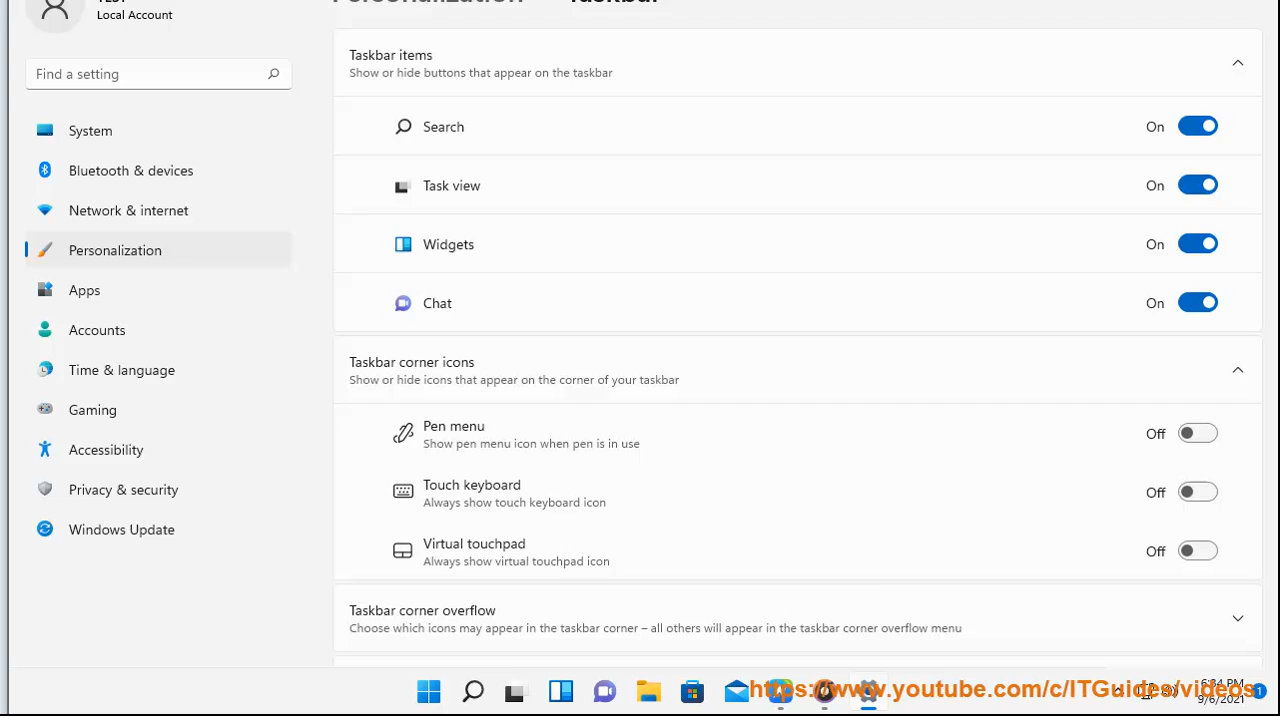 Local Account
Personalization
Taskbar
Find a setting
System
Bluetooth & devices
Network & internet
Personalization
Apps
Accounts
Time & language
Gaming
Accessibility
Privacy & security
Windows Update
Taskbar items
Show or hide buttons that appear on the taskbar
Search On
Task view On
Widgets On
Chat On
Taskbar corner icons
Show or hide icons that appear on the corner of your taskbar
Pen menu
Show pen menu icon when pen is in use
Off
Touch keyboard
Always show touch keyboard icon
Off
Virtual touchpad
Always show virtual touchpad icon
Off
Taskbar corner overflow
Choose which icons may appear in the taskbar corner – all others will appear in the taskbar corner overflow menu
https://www.youtube.com/c/ITGuides/videos
6:34 PM
9/6/2021
1